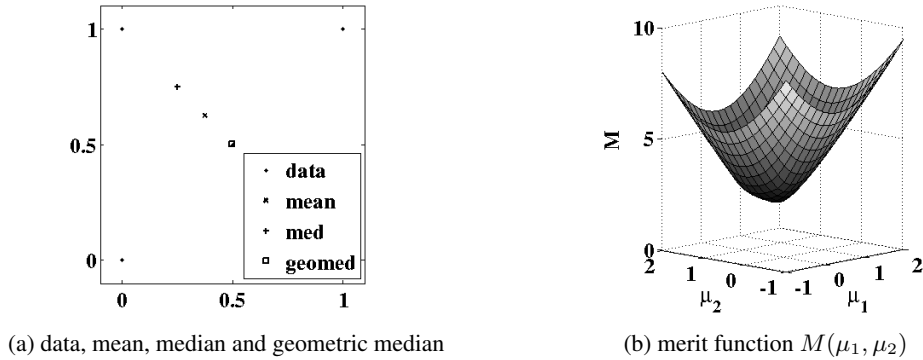 1
0.5
0
0
0.5
1
data
mean
med
geomed
(a) data, mean, median and geometric median
10
5
0
M
2
1
0
-1
μ2
-1
0
1
2
μ1
(b) merit function M(μ1, μ2)